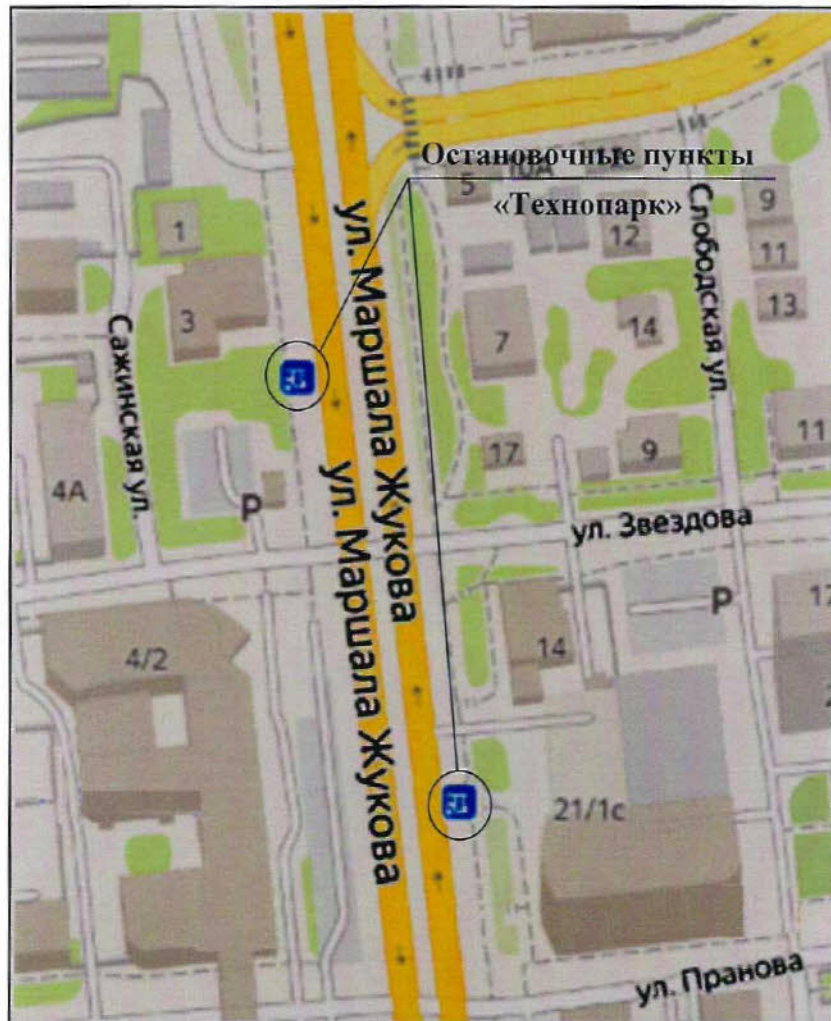 Остановочные пункты
«Технопарк»
10А
5
9
1
12
11
13
3
14
7
ул. Маршала Жукова
Слободская ул.
Сажинская ул.
11
17
9
4А
Р
ул. Звездова
ул. Маршала Жукова
Р
14
4/2
21/1с
ул. Пранова